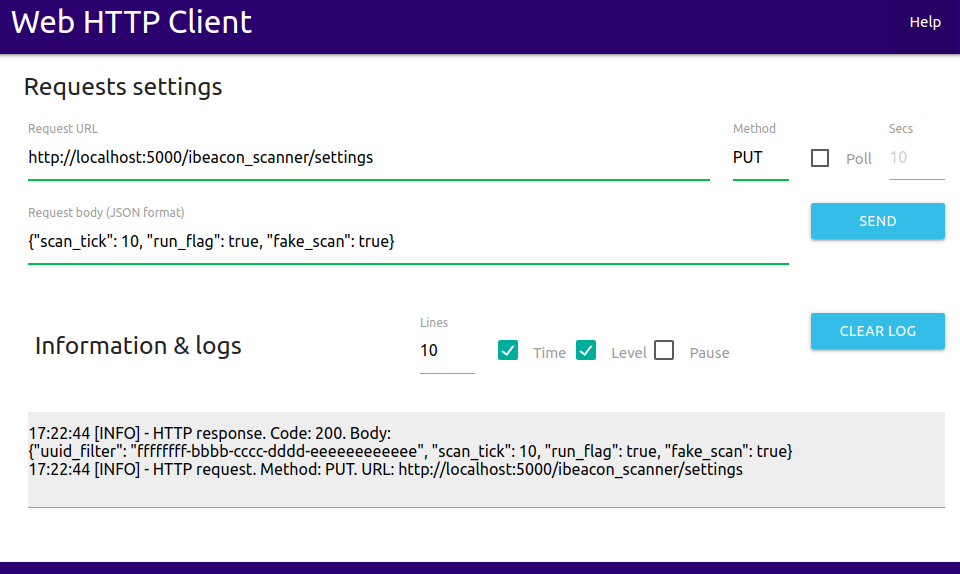 Web HTTP Client
Help
Requests settings
Request URL
Method
Secs
http://localhost:5000/ibeacon_scanner/settings
PUT
Poll
10
Request body (JSON format)
{"scan_tick": 10, "run_flag": true, "fake_scan": true}
SEND
Lines
Information & logs
10
Time
Level
Pause
CLEAR LOG
17:22:44 [INFO] - HTTP response. Code: 200. Body:
{"uuid_filter": "ffffffff-bbbb-cccc-dddd-eeeeeeeeeeee", "scan_tick": 10, "run_flag": true, "fake_scan": true}
17:22:44 [INFO] - HTTP request. Method: PUT. URL: http://localhost:5000/ibeacon_scanner/settings